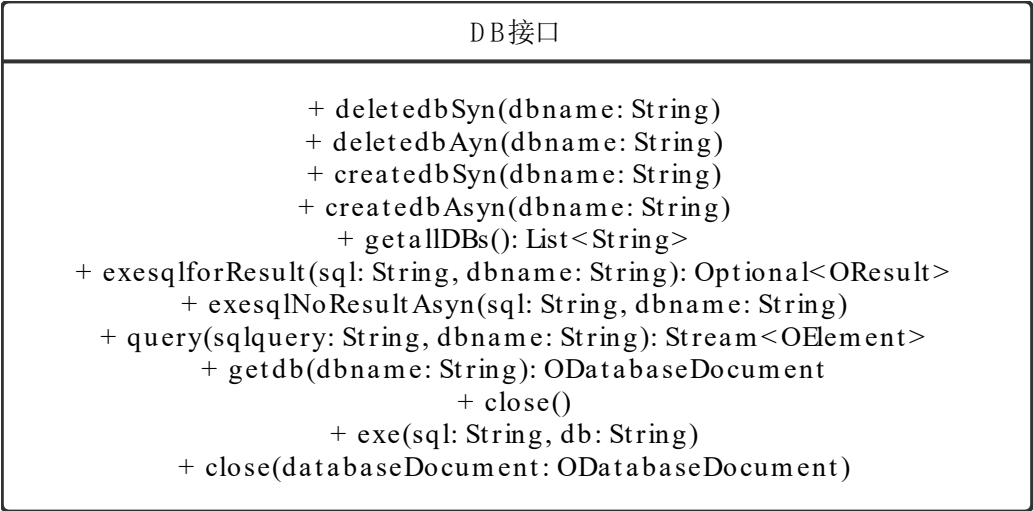 DB接口
+ deletedbSyn(dbname: String)
+ deletedbAyn(dbname: String)
+ createdbSyn(dbname: String)
+ createdbAsyn(dbname: String)
+ getallDBs(): List<String>
+ exesqlforResult(sql: String, dbname: String): Optional<OResult>
+ exesqlNoResultAsyn(sql: String, dbname: String)
+ query(sqlquery: String, dbname: String): Stream<OElement>
+ getdb(dbname: String): ODatabaseDocument
+ close()
+ exe(sql: String, db: String)
+ close(databaseDocument: ODatabaseDocument)